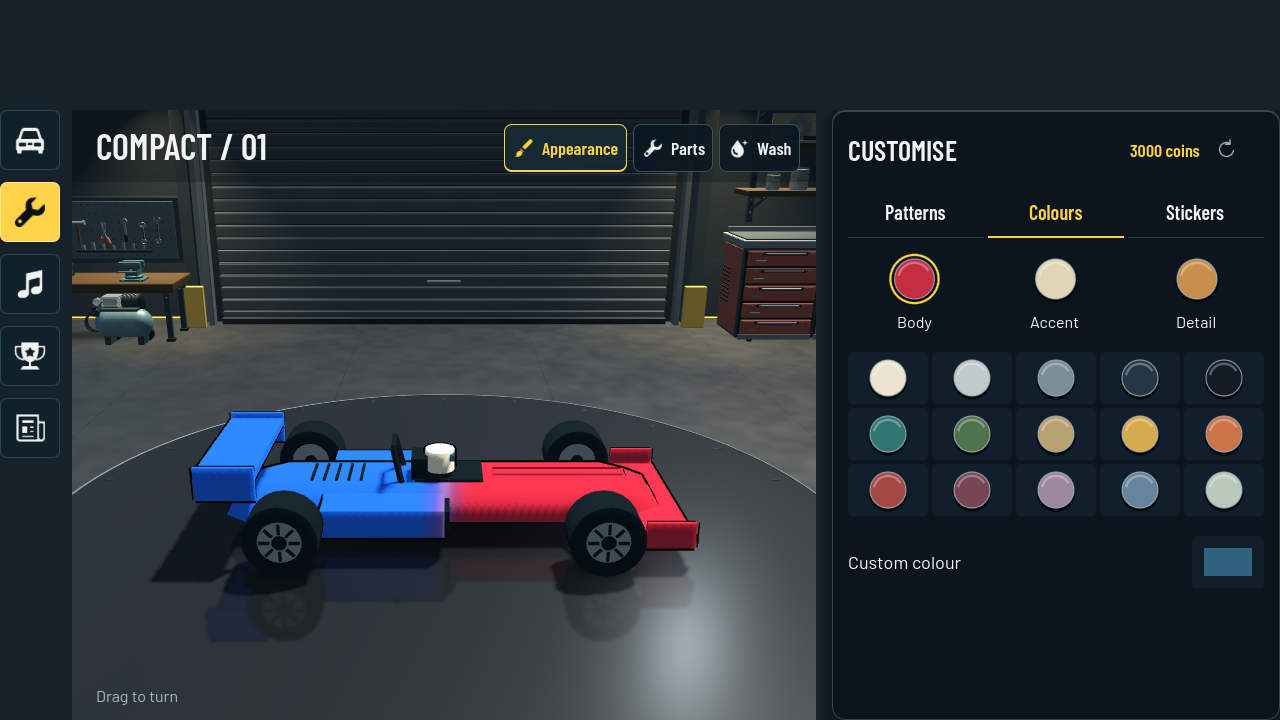 COMPACT / 01
Appearance
Parts
Wash
CUSTOMISE
3000 coins
Patterns
Colours
Stickers
Body
Accent
Detail
Custom colour
Drag to turn